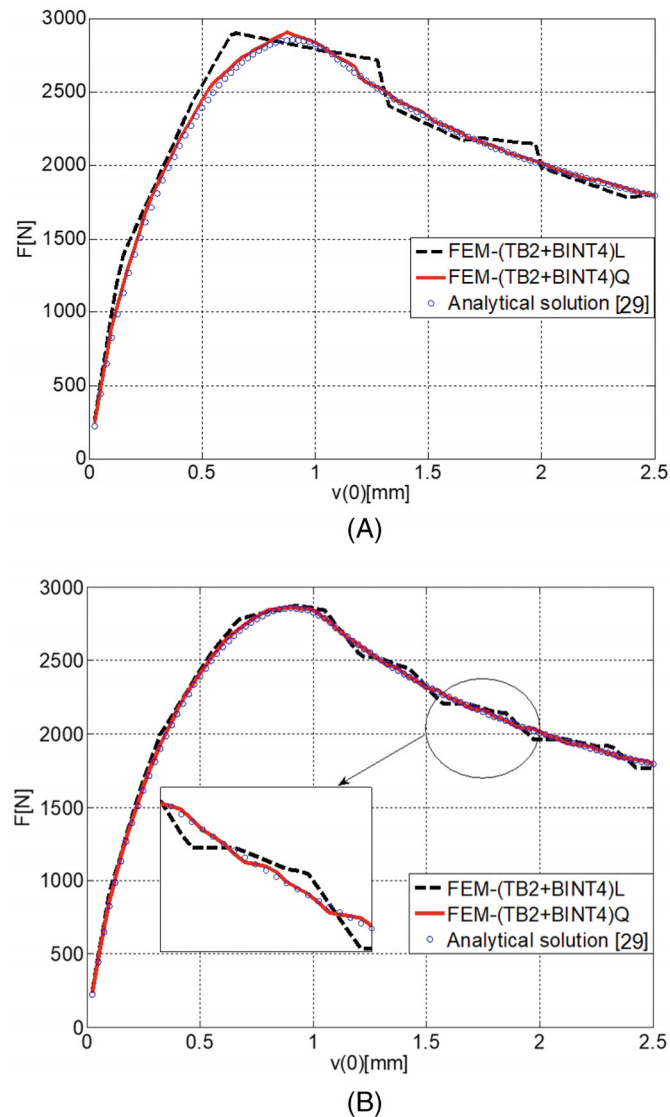 3000
2500
2000
1500
1000
500
0
F[N]
FEM-(TB2+BINT4)L
FEM-(TB2+BINT4)Q
Analytical solution [29]
0
0.5
1
1.5
2
2.5
v(0)[mm]
(A)
3000
2500
2000
1500
1000
500
0
F[N]
FEM-(TB2+BINT4)L
FEM-(TB2+BINT4)Q
Analytical solution [29]
0
0.5
1
1.5
2
2.5
v(0)[mm]
(B)